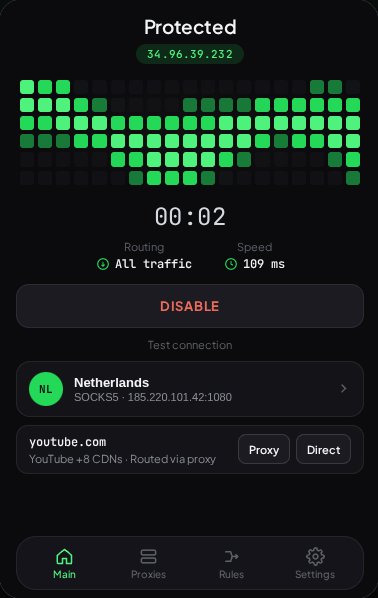 Protected
34.96.39.232
00:02
Routing
Speed
All traffic
109 ms
DISABLE
Test connection
NL
Netherlands
SOCKS5 · 185.220.101.42:1080
youtube.com
YouTube +8 CDNs · Routed via proxy
Proxy
Direct
Main
Proxies
Rules
Settings